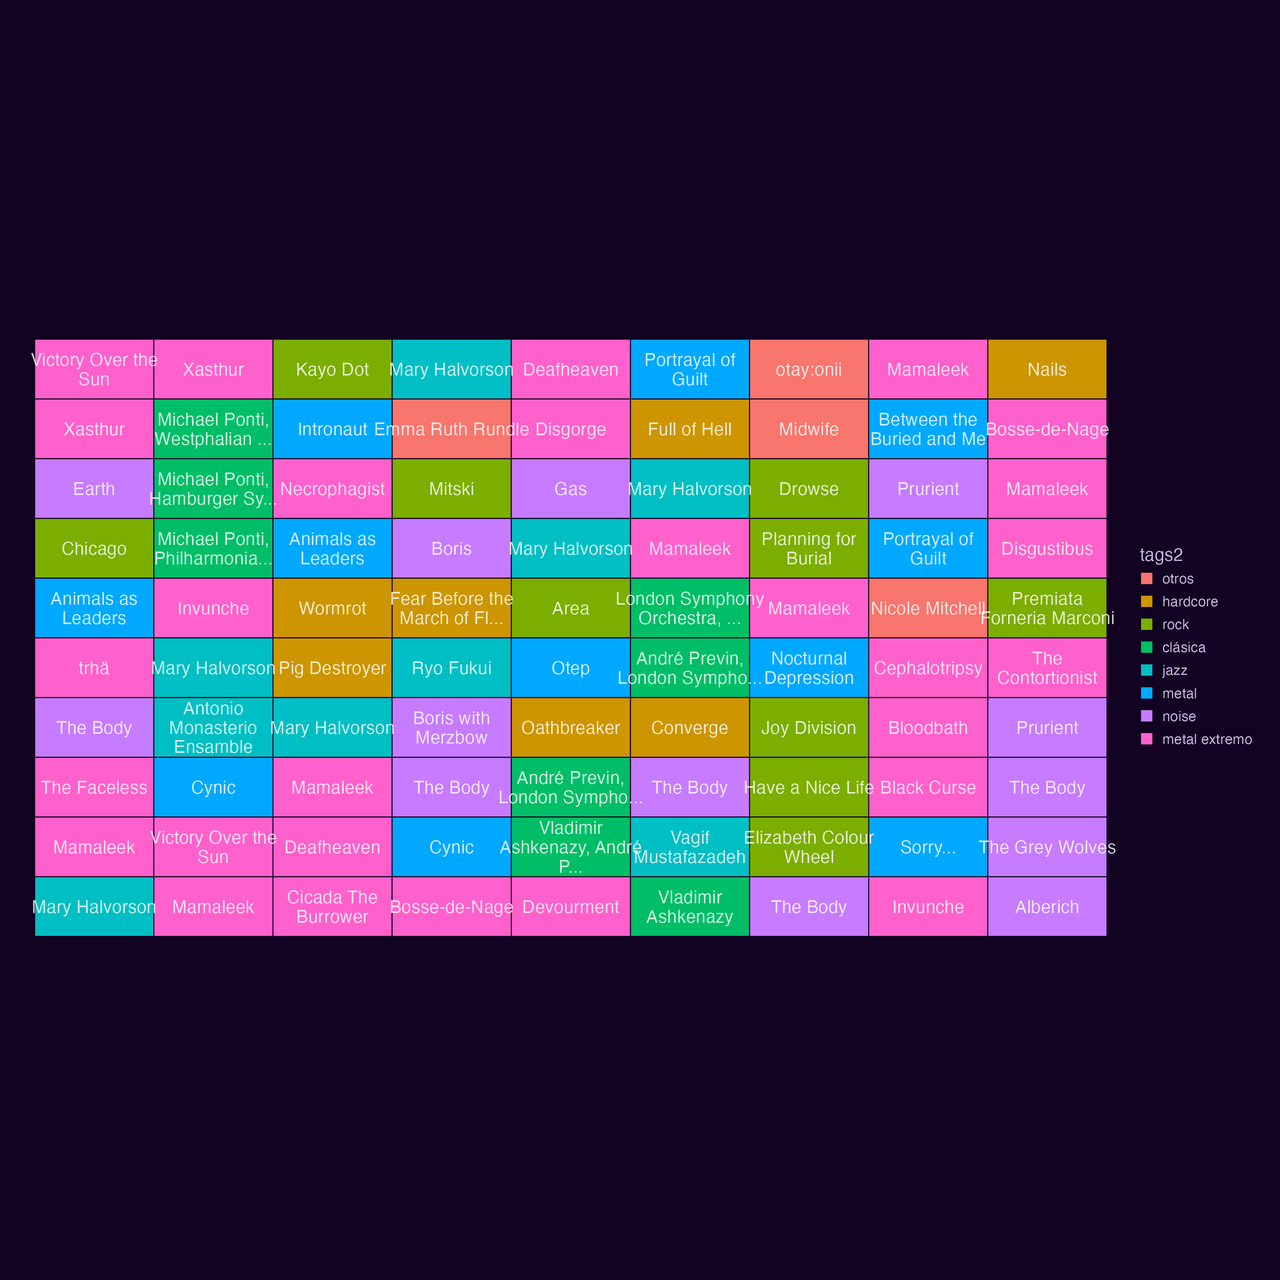 Victory Over the
Sun
Xasthur
Kayo Dot
Mary Halvorson
Deafheaven
Portrayal of
Guilt
otay:onii
Mamaleek
Nails
Xasthur
Michael Ponti,
Westphalian ...
Intronaut
Emma Ruth Rundle
Disgorge
Full of Hell
Midwife
Between the
Buried and Me
Bosse-de-Nage
Earth
Michael Ponti,
Hamburger Sy...
Necrophagist
Mitski
Gas
Mary Halvorson
Drowse
Prurient
Mamaleek
Chicago
Michael Ponti,
Philharmonia...
Animals as
Leaders
Boris
Mary Halvorson
Mamaleek
Planning for
Burial
Portrayal of
Guilt
Disgustibus
Animals as
Leaders
Invunche
Wormrot
Fear Before the
March of Fl...
Area
London Symphony
Orchestra, ...
Mamaleek
Nicole Mitchell
Premiata
Forneria Marconi
trhä
Mary Halvorson
Pig Destroyer
Ryo Fukui
Otep
André Previn,
London Sympho...
Nocturnal
Depression
Cephalotripsy
The
Contortionist
The Body
Antonio
Monasterio
Ensamble
Mary Halvorson
Boris with
Merzbow
Oathbreaker
Converge
Joy Division
Bloodbath
Prurient
The Faceless
Cynic
Mamaleek
The Body
André Previn,
London Sympho...
The Body
Have a Nice Life
Black Curse
The Body
Mamaleek
Victory Over the
Sun
Deafheaven
Cynic
Vladimir
Ashkenazy, André
P...
Vagif
Mustafazadeh
Elizabeth Colour
Wheel
Sorry...
The Grey Wolves
Mary Halvorson
Mamaleek
Cicada The
Burrower
Bosse-de-Nage
Devourment
Vladimir
Ashkenazy
The Body
Invunche
Alberich
tags2
otros
hardcore
rock
clásica
jazz
metal
noise
metal extremo